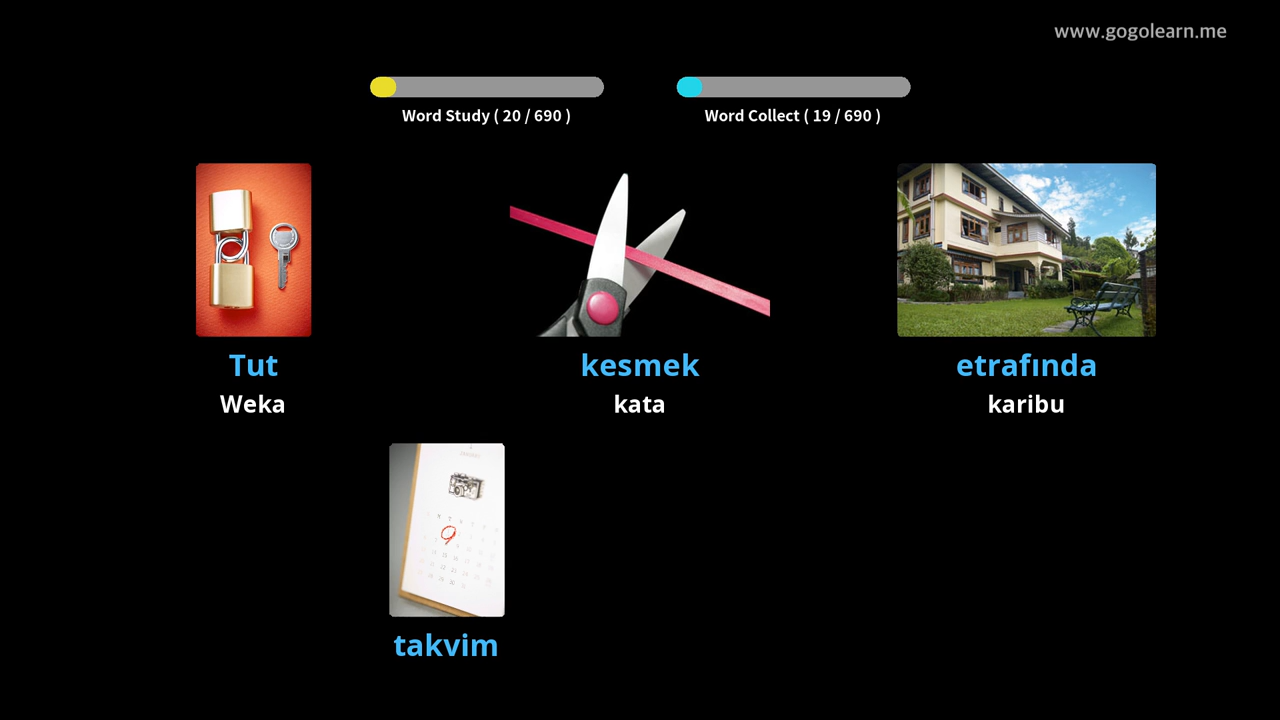 www.gogolearn.me
Word Study ( 20 / 690 )
Word Collect ( 19 / 690 )
Tut
Weka
kesmek
kata
etrafında
karibu
takvim